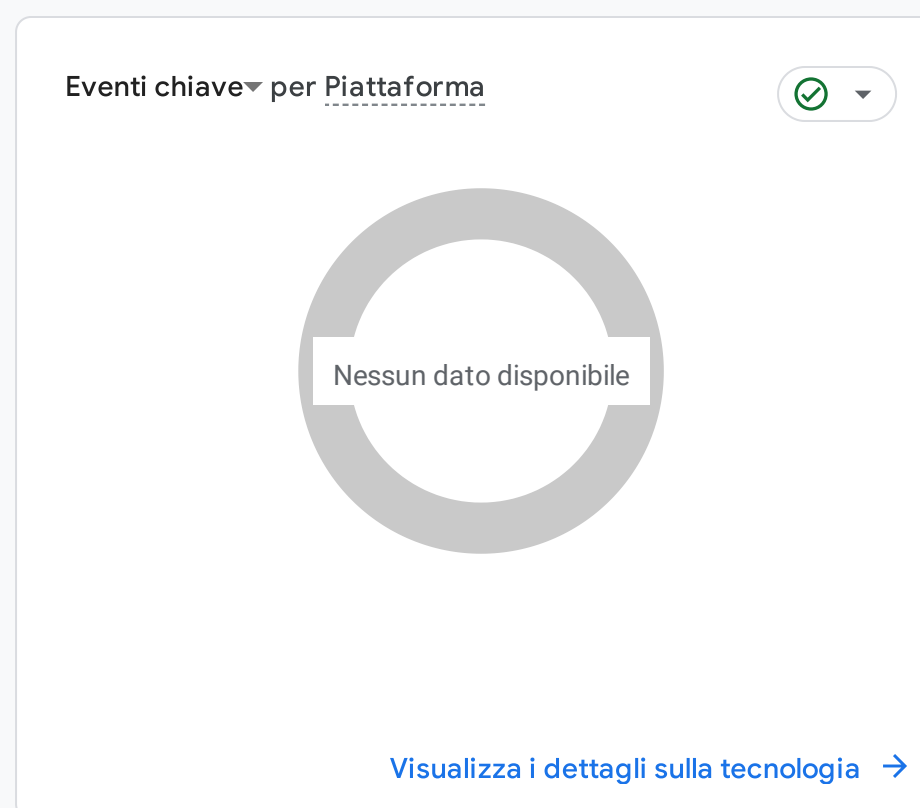 Eventi chiave per Piattaforma
Nessun dato disponibile
Visualizza i dettagli sulla tecnologia